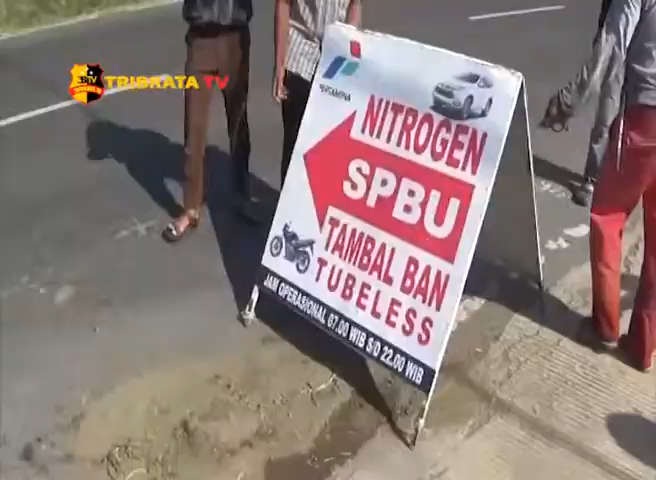 TRIBRATA TV
PERTAMINA
NITROGEN
SPBU
TAMBAL BAN
TUBELESS
JAM OPERASIONAL 07.00 WIB S/D 22.00 WIB